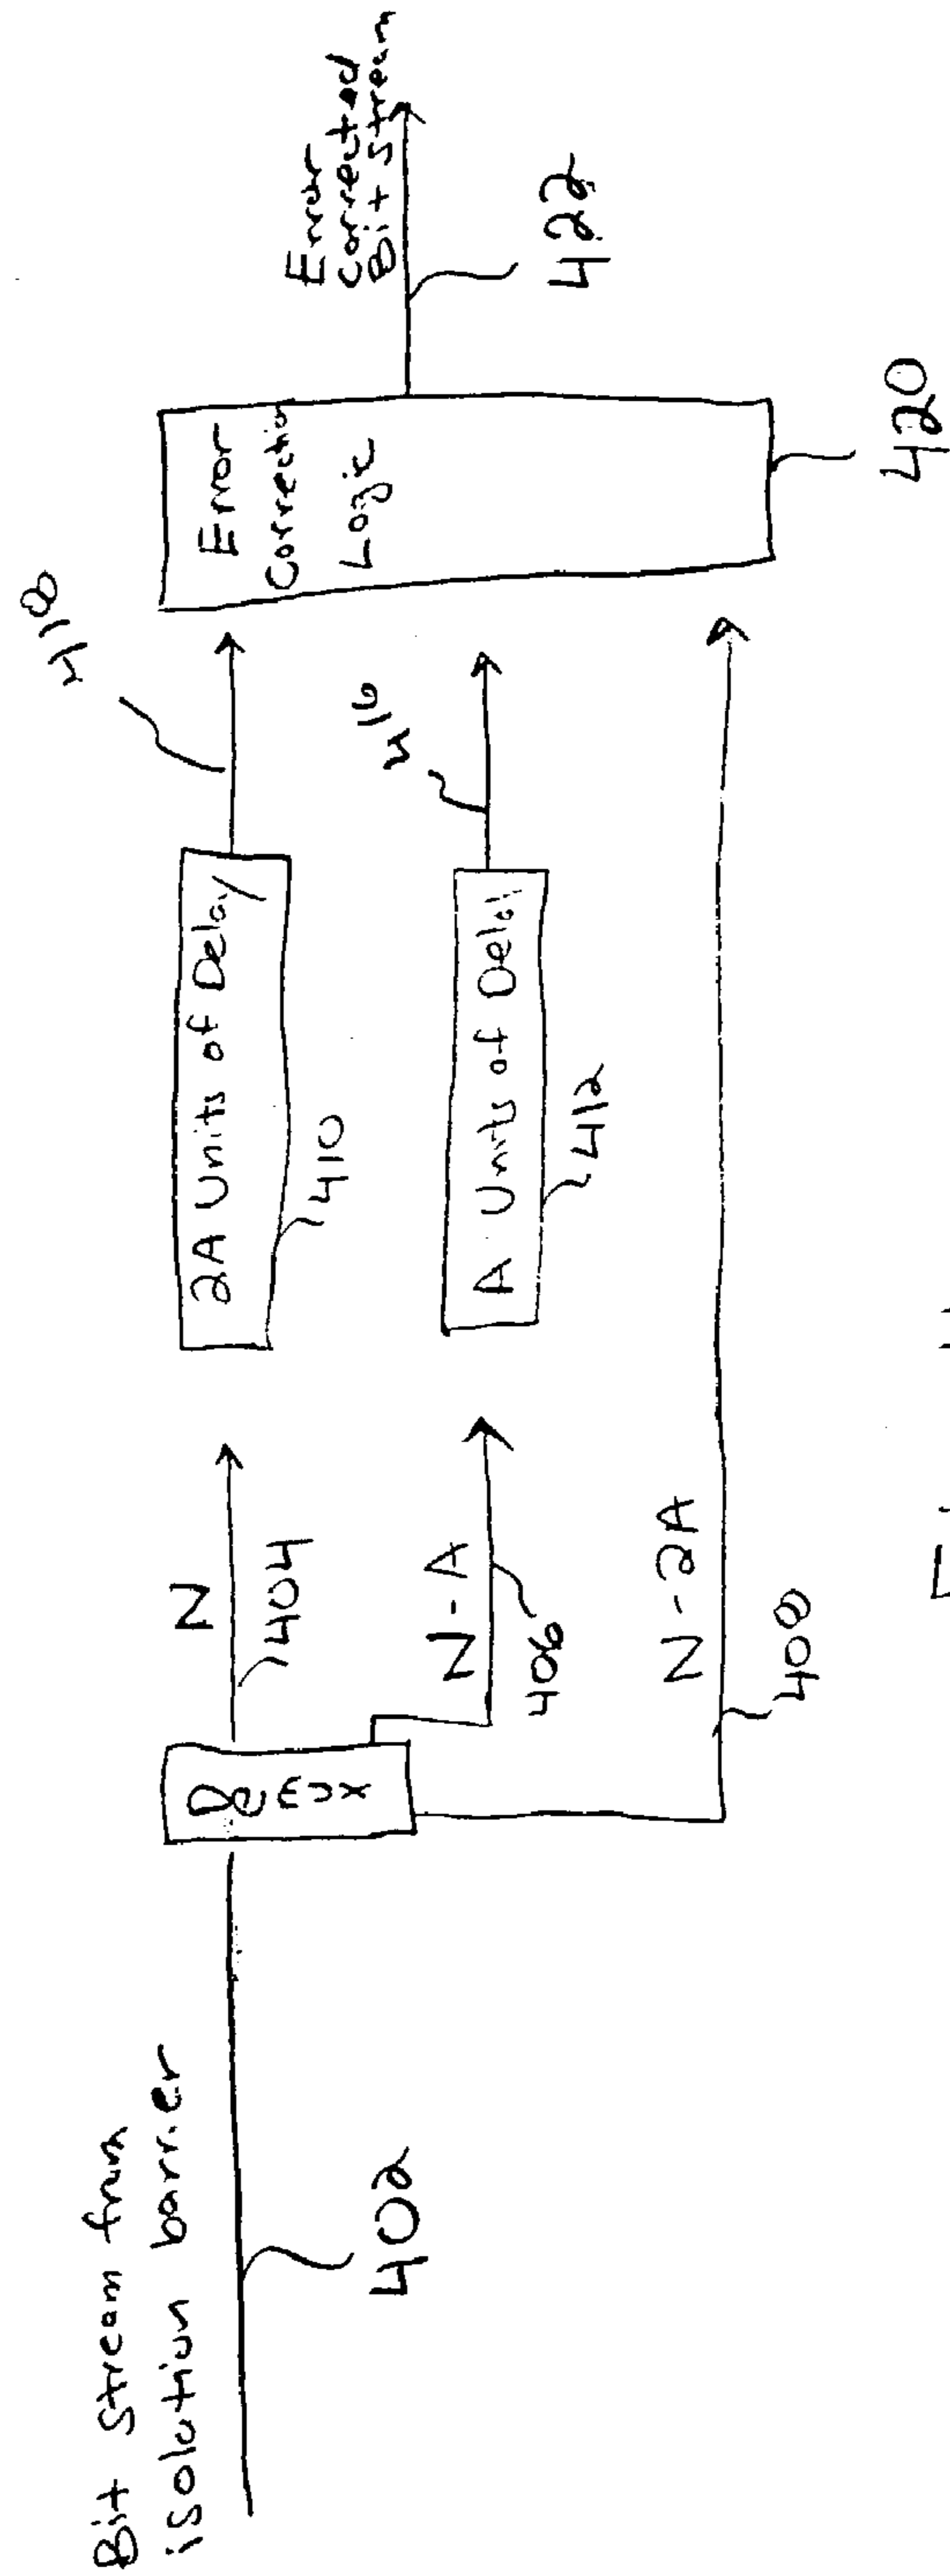 Bit Stream from
isolation barrier
402
Demux
N
404
N-A
406
N-2A
408
2A Units of Delay
410
A Units of Delay
412
418
416
Error
Correction
Logic
420
Error
Corrected
Bit Stream
422